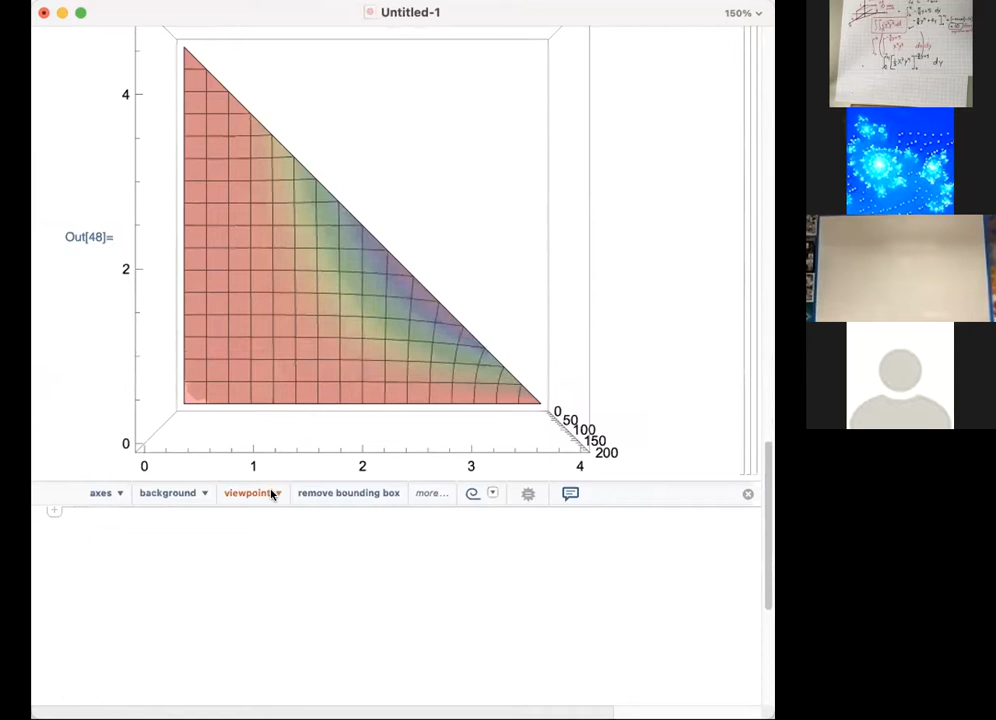 Untitled-1
150%
4
Out[48]=
2
0
0
50
100
150
200
0 1 2 3 4
axes background viewpoint remove bounding box more...